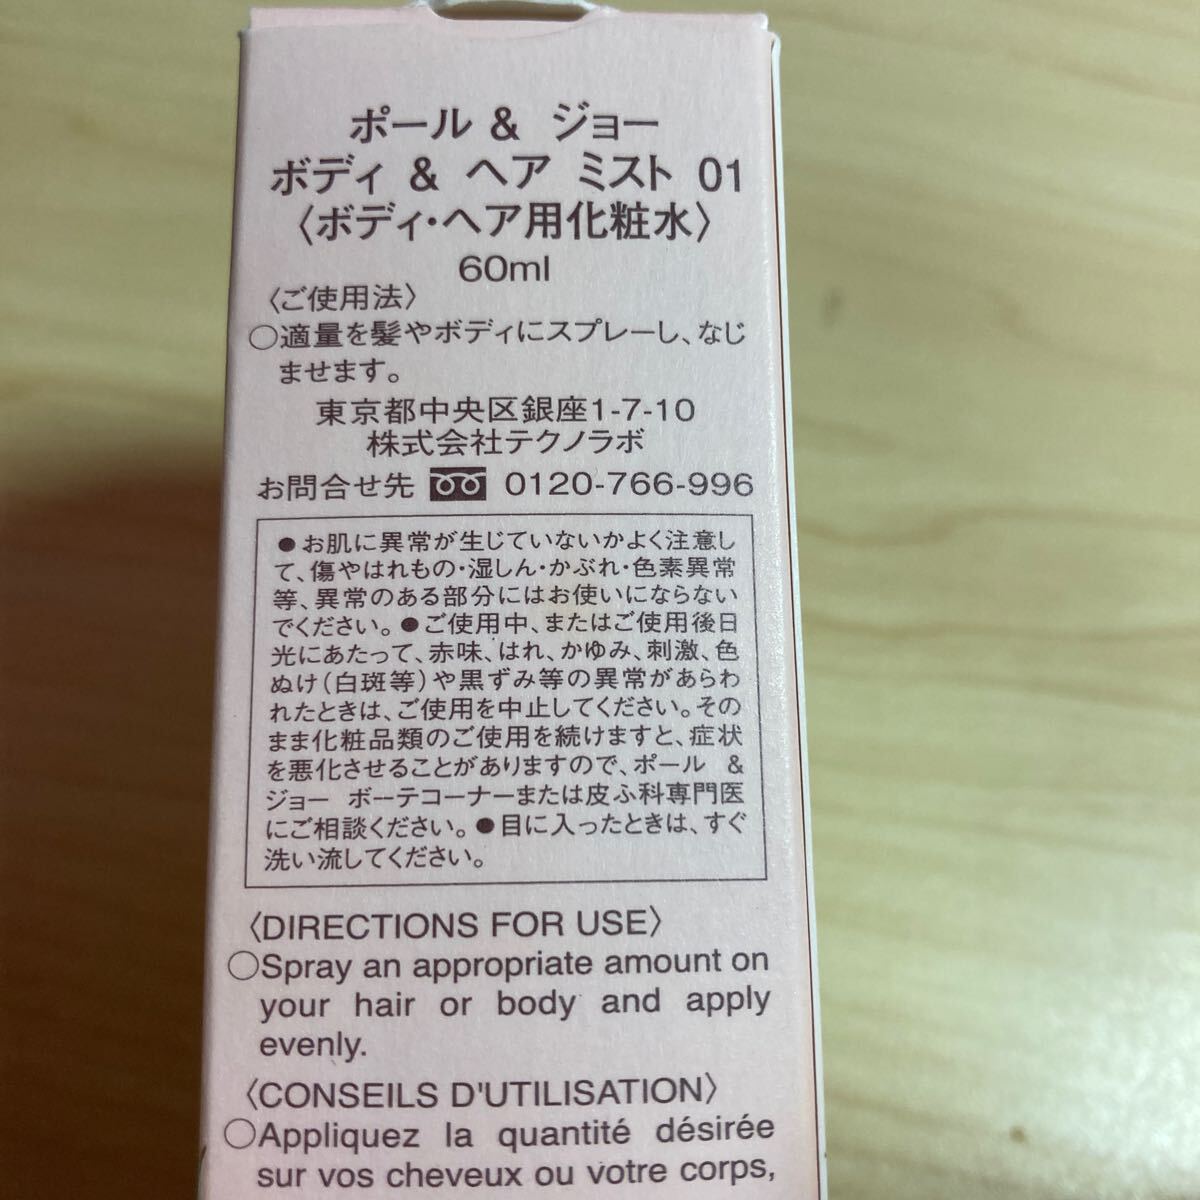 ポール & ジョー
ボディ & ヘア ミスト 01
〈ボディ・ヘア用化粧水〉
60ml
〈ご使用法〉
○適量を髪やボディにスプレーし、なじ
ませます。
東京都中央区銀座1-7-10
株式会社テクノラボ
お問合せ先 0120-766-996
●お肌に異常が生じていないかよく注意し
て、傷やはれもの・湿しん・かぶれ・色素異常
等、異常のある部分にはお使いにならない
でください。●ご使用中、またはご使用後日
光にあたって、赤味、はれ、かゆみ、刺激、色
ぬけ(白斑等)や黒ずみ等の異常があらわ
れたときは、ご使用を中止してください。その
まま化粧品類のご使用を続けますと、症状
を悪化させることがありますので、ポール &
ジョー ボーテコーナーまたは皮ふ科専門医
にご相談ください。●目に入ったときは、すぐ
洗い流してください。
〈DIRECTIONS FOR USE〉
○Spray an appropriate amount on
your hair or body and apply
evenly.
〈CONSEILS D'UTILISATION〉
○Appliquez la quantité désirée
sur vos cheveux ou votre corps,